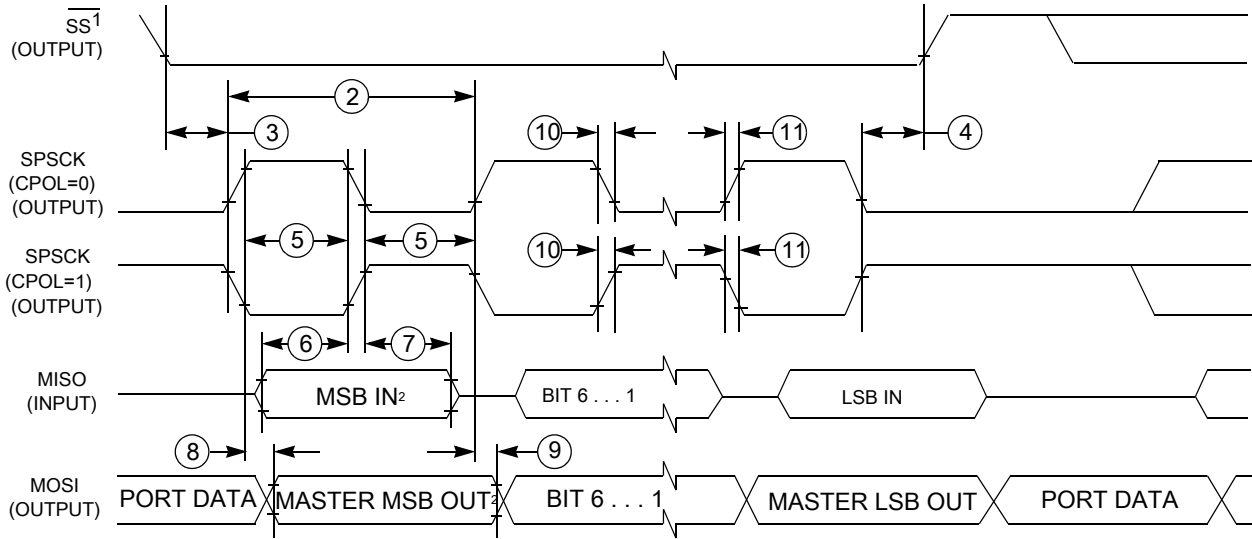 SS¹
(OUTPUT)
2
3
10
11
4
SPSCK
(CPOL=0)
(OUTPUT)
5
5
SPSCK
(CPOL=1)
(OUTPUT)
10
11
6
7
MISO
(INPUT)
MSB IN²
BIT 6 . . . 1
LSB IN
8
9
MOSI
(OUTPUT)
PORT DATA
MASTER MSB OUT²
BIT 6 . . . 1
MASTER LSB OUT
PORT DATA